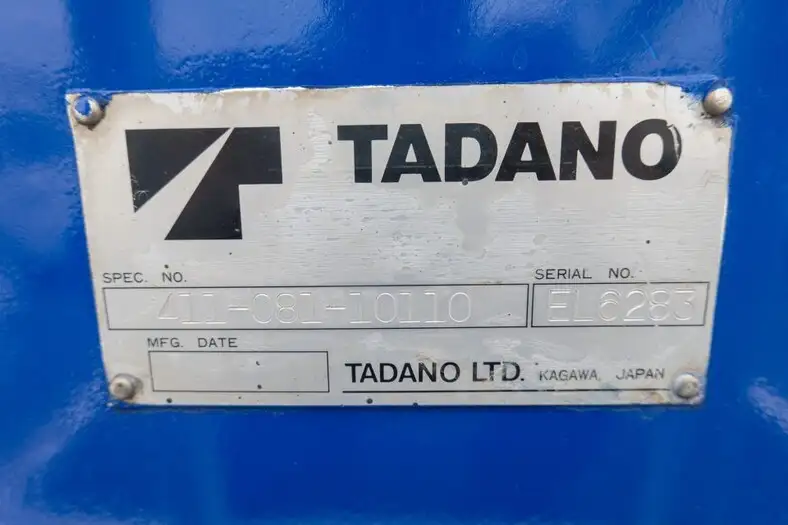 TADANO
SPEC. NO.
411-081-10110
SERIAL NO.
EL6283
MFG. DATE
TADANO LTD. KAGAWA, JAPAN